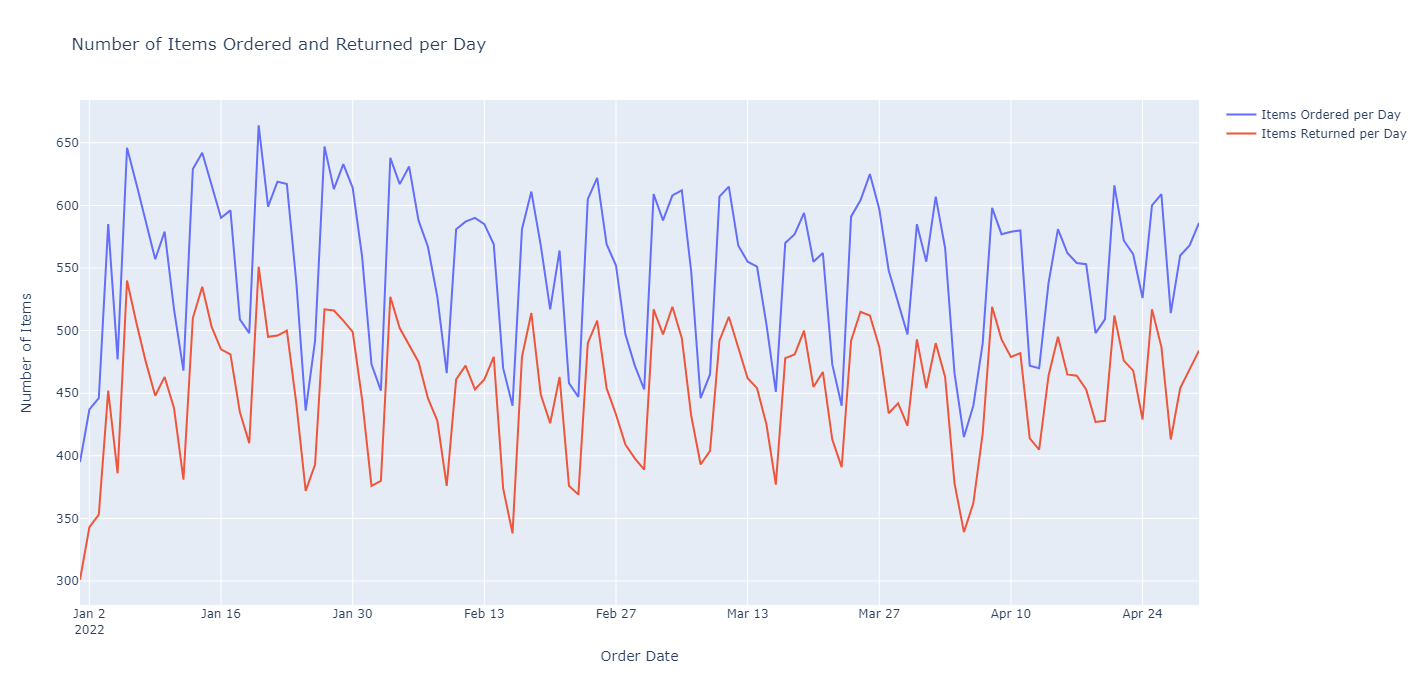 Number of Items Ordered and Returned per Day
Items Ordered per Day
Items Returned per Day
650
600
550
500
450
400
350
300
Number of Items
Jan 2
2022
Jan 16
Jan 30
Feb 13
Feb 27
Mar 13
Mar 27
Apr 10
Apr 24
Order Date